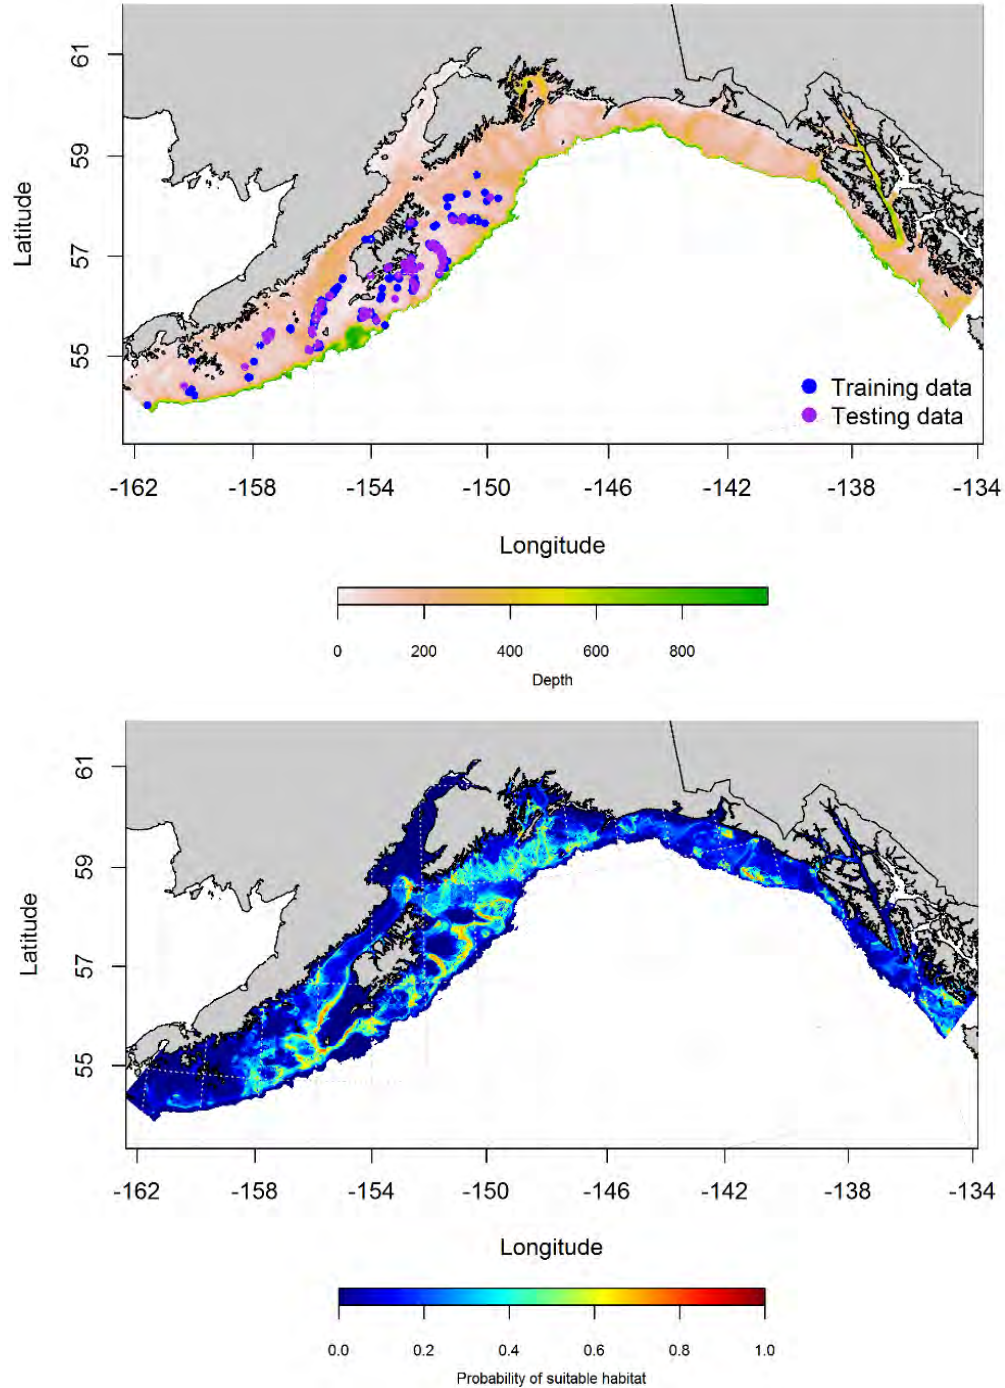 61
59
57
55
Latitude
Training data
Testing data
-162 -158 -154 -150 -146 -142 -138 -134
Longitude
0 200 400 600 800
Depth
61
59
57
55
Latitude
-162 -158 -154 -150 -146 -142 -138 -134
Longitude
0.0 0.2 0.4 0.6 0.8 1.0
Probability of suitable habitat